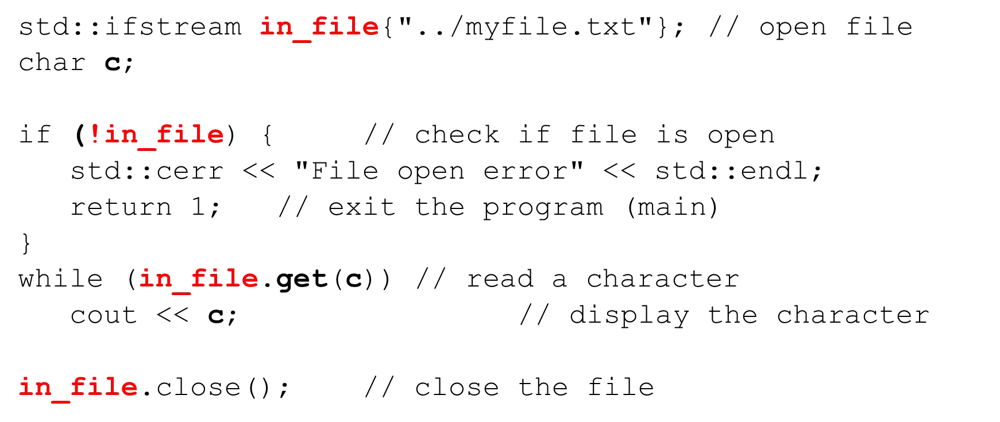 std::ifstream in_file{"../myfile.txt"}; // open file
char c;
if (!in_file) { // check if file is open
std::cerr << "File open error" << std::endl;
return 1; // exit the program (main)
}
while (in_file.get(c)) // read a character
cout << c; // display the character
in_file.close(); // close the file